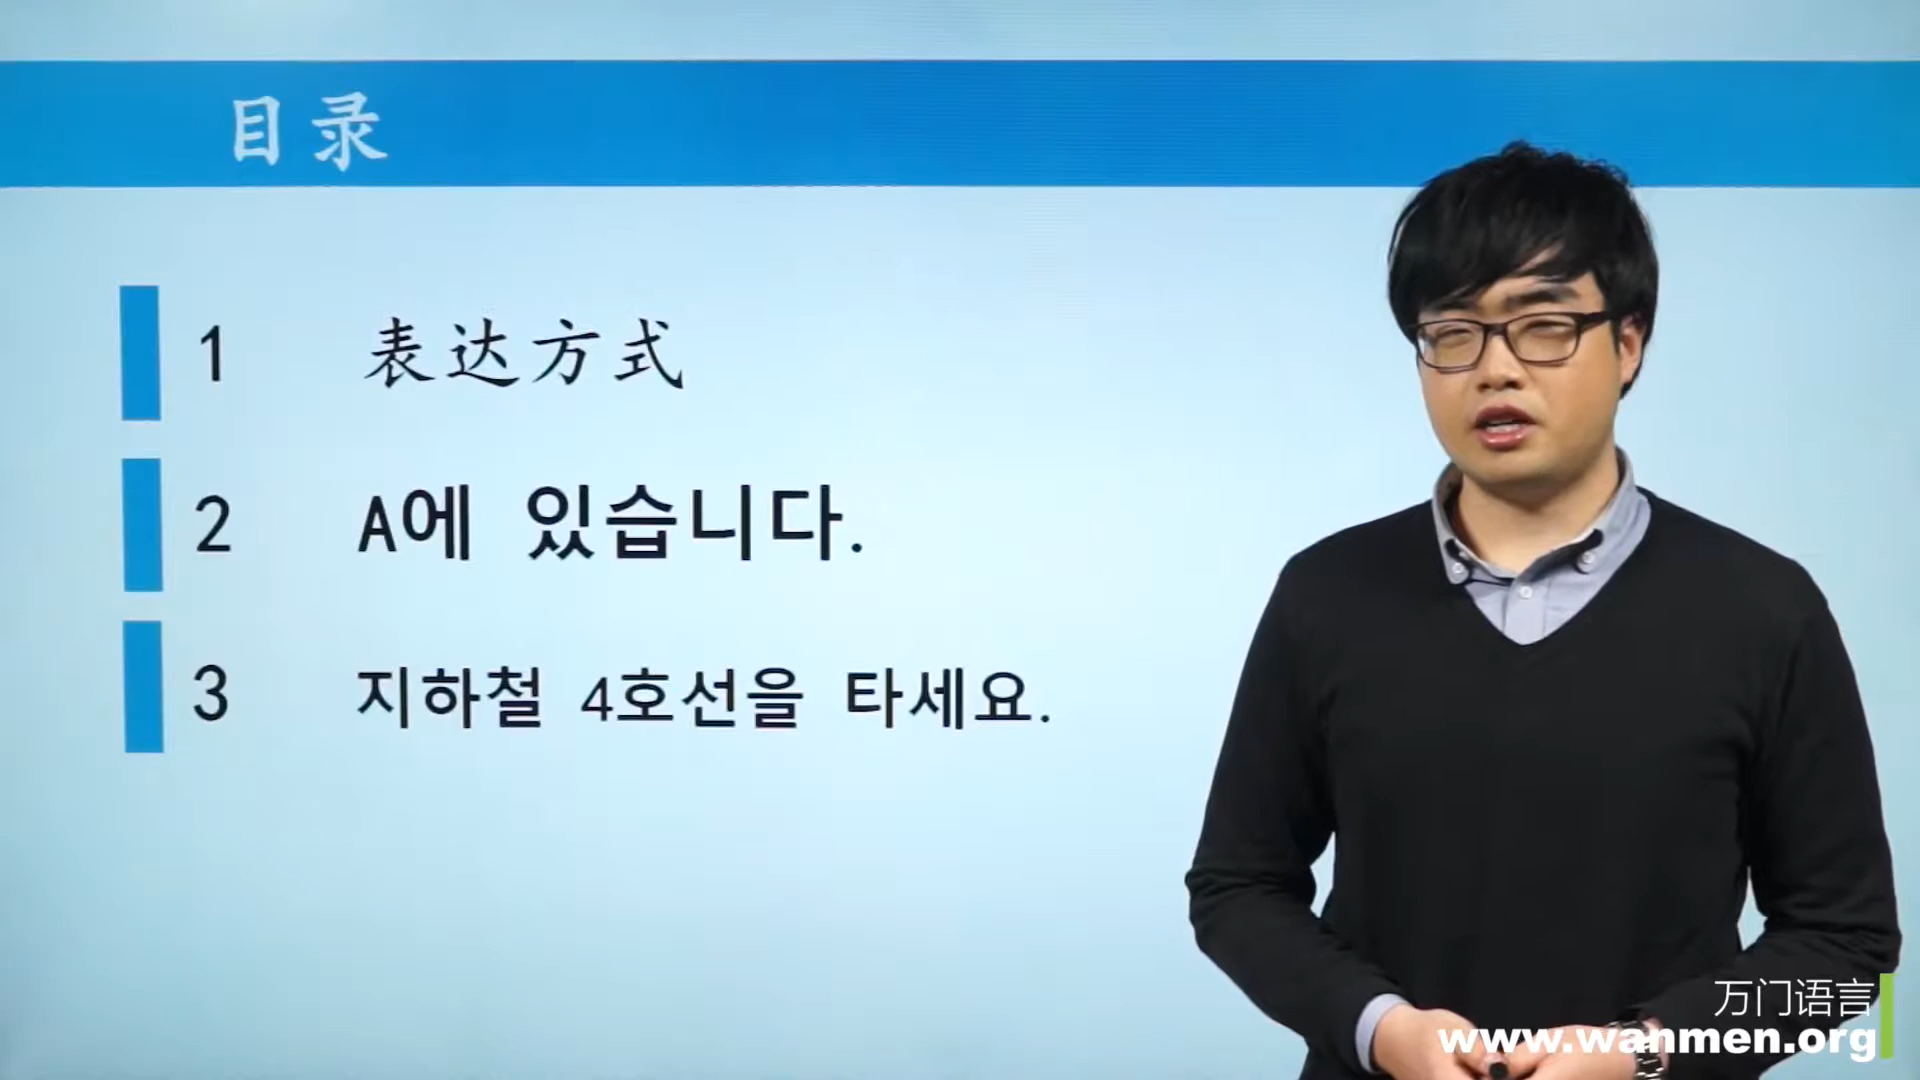 目录
1 表达方式
2 A에 있습니다.
3 지하철 4호선을 타세요.
万门语言
www.wanmen.org